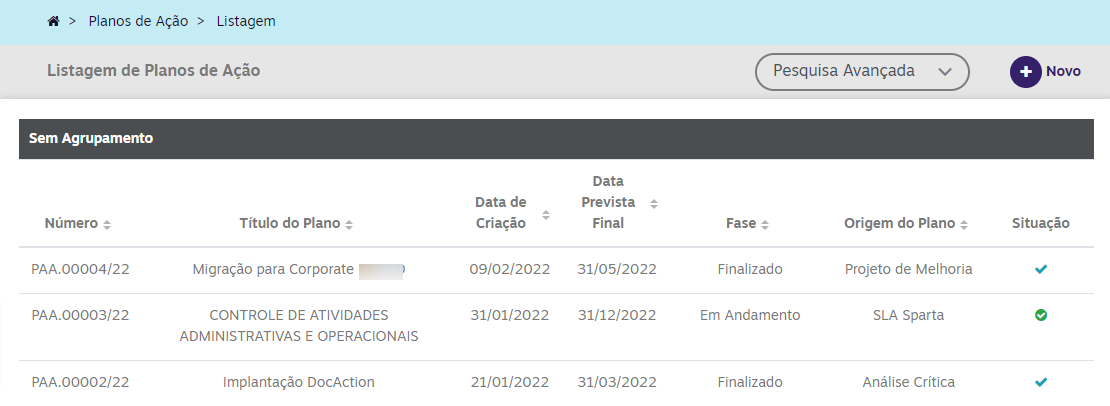 > Planos de Ação > Listagem
Listagem de Planos de Ação
Pesquisa Avançada
Novo
Sem Agrupamento
Número
Título do Plano
Data de
Criação
Data
Prevista
Final
Fase
Origem do Plano
Situação
PAA.00004/22 Migração para Corporate 09/02/2022 31/05/2022 Finalizado Projeto de Melhoria
PAA.00003/22 CONTROLE DE ATIVIDADES 31/01/2022 31/12/2022 Em Andamento SLA Sparta
ADMINISTRATIVAS E OPERACIONAIS
PAA.00002/22 Implantação DocAction 21/01/2022 31/03/2022 Finalizado Análise Crítica